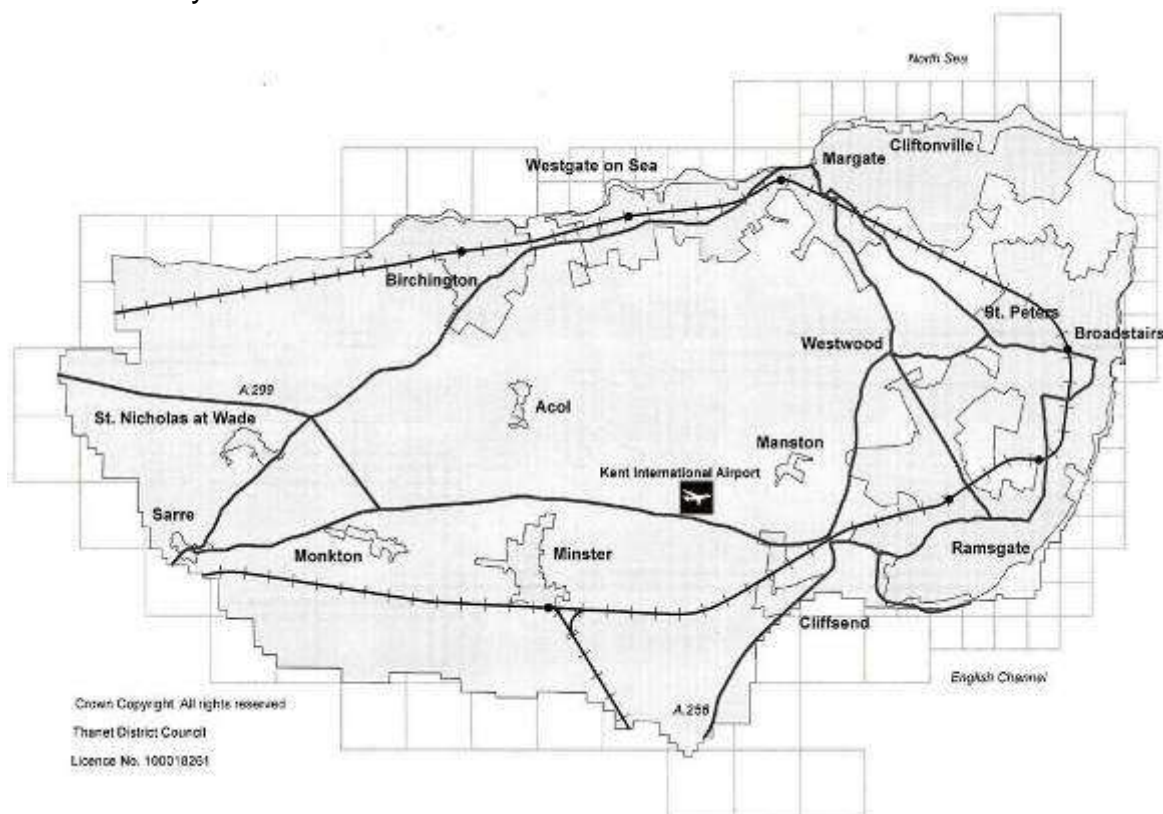 North Sea
Cliftonville
Margate
Westgate on Sea
Birchington
St. Peters
Broadstairs
Westwood
A.299
Acol
St. Nicholas at Wade
Manston
Kent International Airport
Sarre
Monkton
Minster
Ramsgate
Cliffsend
English Channel
A.256
Crown Copyright. All rights reserved
Thanet District Council
Licence No. 100018261